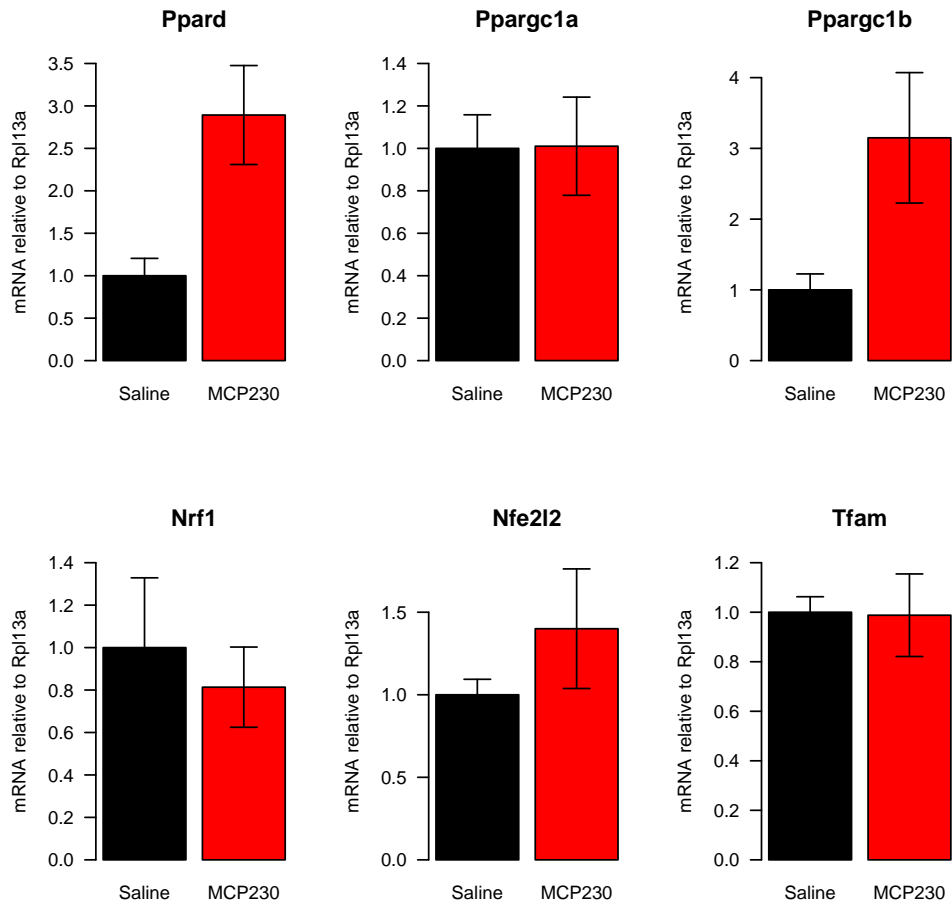 Ppard
mRNA relative to Rpl13a
3.5
3.0
2.5
2.0
1.5
1.0
0.5
0.0
Saline MCP230
Ppargc1a
mRNA relative to Rpl13a
1.4
1.2
1.0
0.8
0.6
0.4
0.2
0.0
Saline MCP230
Ppargc1b
mRNA relative to Rpl13a
4
3
2
1
0
Saline MCP230
Nrf1
mRNA relative to Rpl13a
1.4
1.2
1.0
0.8
0.6
0.4
0.2
0.0
Saline MCP230
Nfe2l2
mRNA relative to Rpl13a
1.5
1.0
0.5
0.0
Saline MCP230
Tfam
mRNA relative to Rpl13a
1.2
1.0
0.8
0.6
0.4
0.2
0.0
Saline MCP230